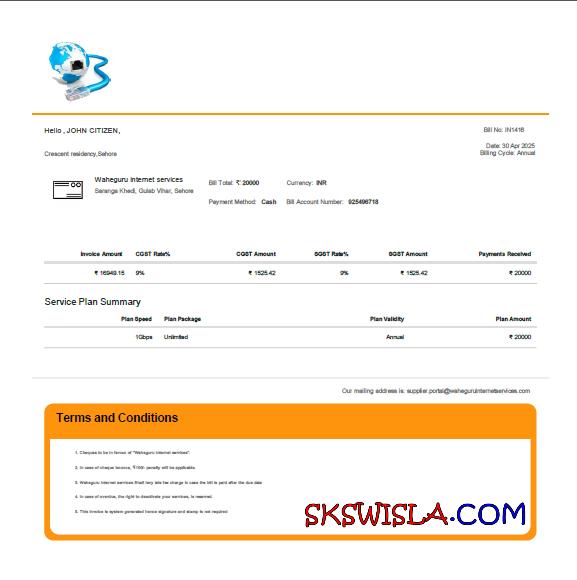 Hello , JOHN CITIZEN,
Bill No: IN1416
Crescent residency,Sehore
Date: 30 Apr 2025
Billing Cycle: Annual
Waheguru internet services
Saranga Khedi, Gulab Vihar, Sehore
Bill Total: ₹ 20000 Currency: INR
Payment Method: Cash Bill Account Number: 925496718
Invoice Amount CGST Rate% CGST Amount SGST Rate% SGST Amount Payments Received
₹ 16949.15 9% ₹ 1525.42 9% ₹ 1525.42 ₹ 20000
Service Plan Summary
Plan Speed Plan Package Plan Validity Plan Amount
1Gbps Unlimited Annual ₹ 20000
Our mailing address is: supplier.portal@waheguruinternetservices.com
Terms and Conditions
1. Cheques to be in favour of "Waheguru internet services".
2. In case of cheque bounce, penalty will be applicable.
3. Waheguru internet services Shall levy late fee charge in case the bill is paid after the due date
4. In case of overdue, the right to deactivate your services, is reserved.
5. This invoice is system generated hence signature and stamp is not required
SKSWISLA.COM